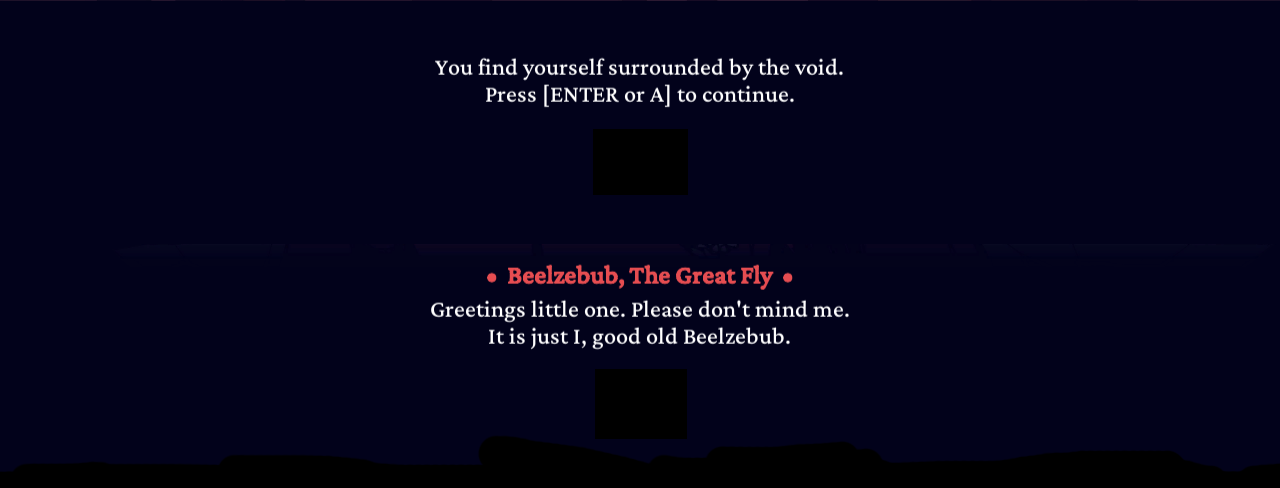 You find yourself surrounded by the void.
Press [ENTER or A] to continue.
• Beelzebub, The Great Fly •
Greetings little one. Please don't mind me.
It is just I, good old Beelzebub.